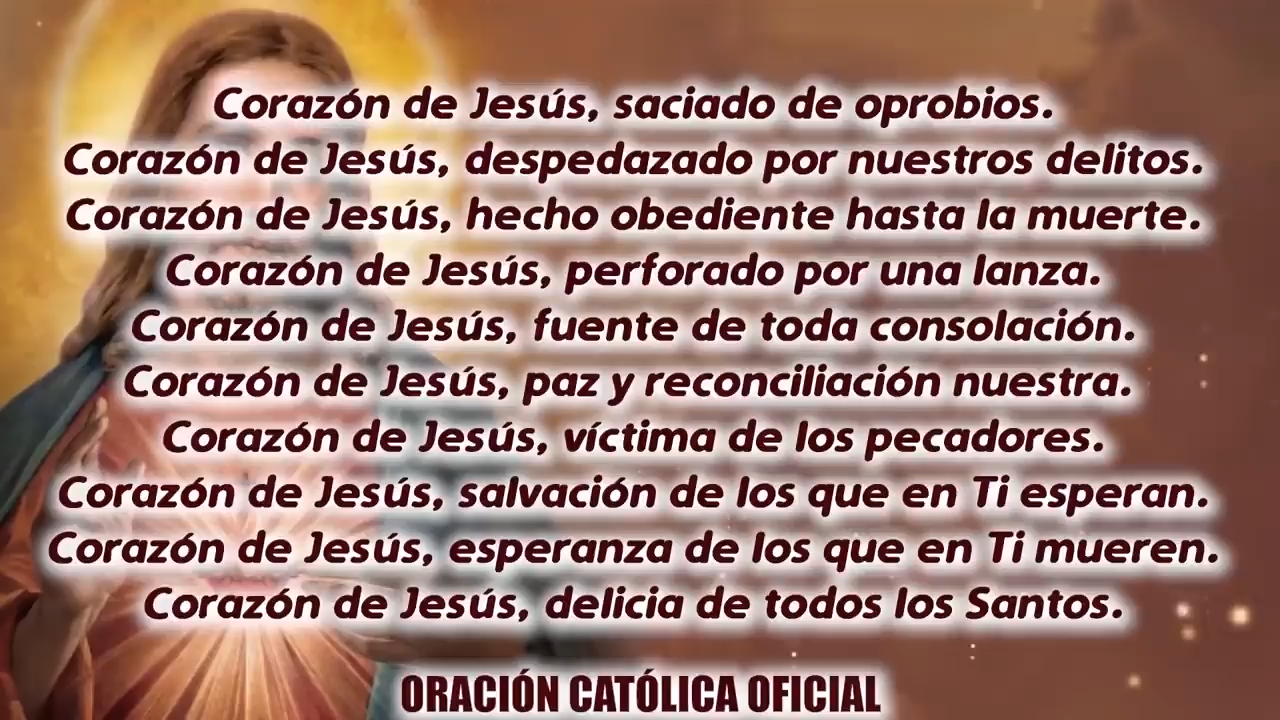 Corazón de Jesús, saciado de oprobios.
Corazón de Jesús, despedazado por nuestros delitos.
Corazón de Jesús, hecho obediente hasta la muerte.
Corazón de Jesús, perforado por una lanza.
Corazón de Jesús, fuente de toda consolación.
Corazón de Jesús, paz y reconciliación nuestra.
Corazón de Jesús, víctima de los pecadores.
Corazón de Jesús, salvación de los que en Ti esperan.
Corazón de Jesús, esperanza de los que en Ti mueren.
Corazón de Jesús, delicia de todos los Santos.
ORACIÓN CATÓLICA OFICIAL